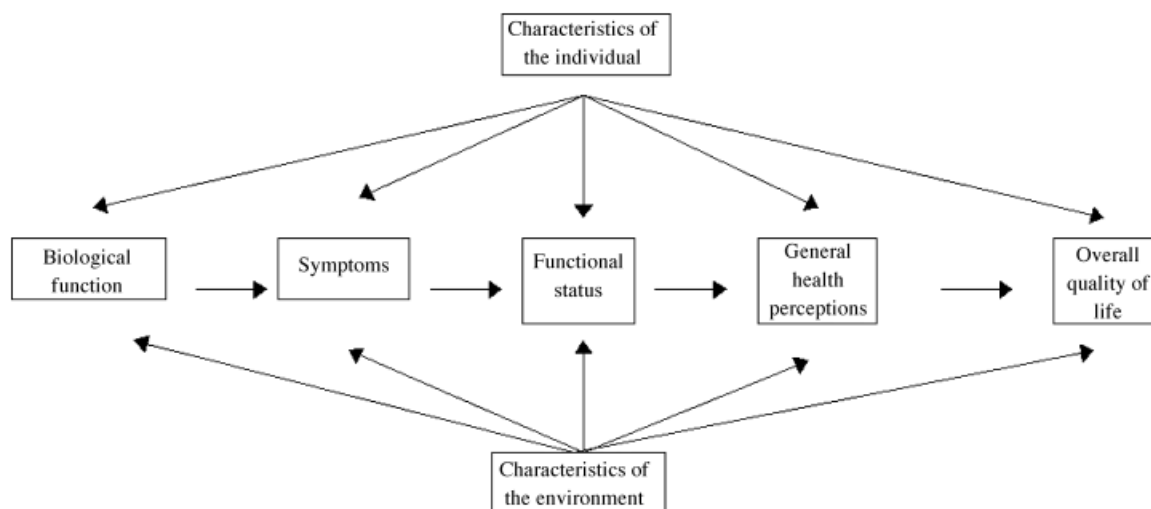 Characteristics of
the individual
Biological
function
Symptoms
Functional
status
General
health
perceptions
Overall
quality of
life
Characteristics of
the environment